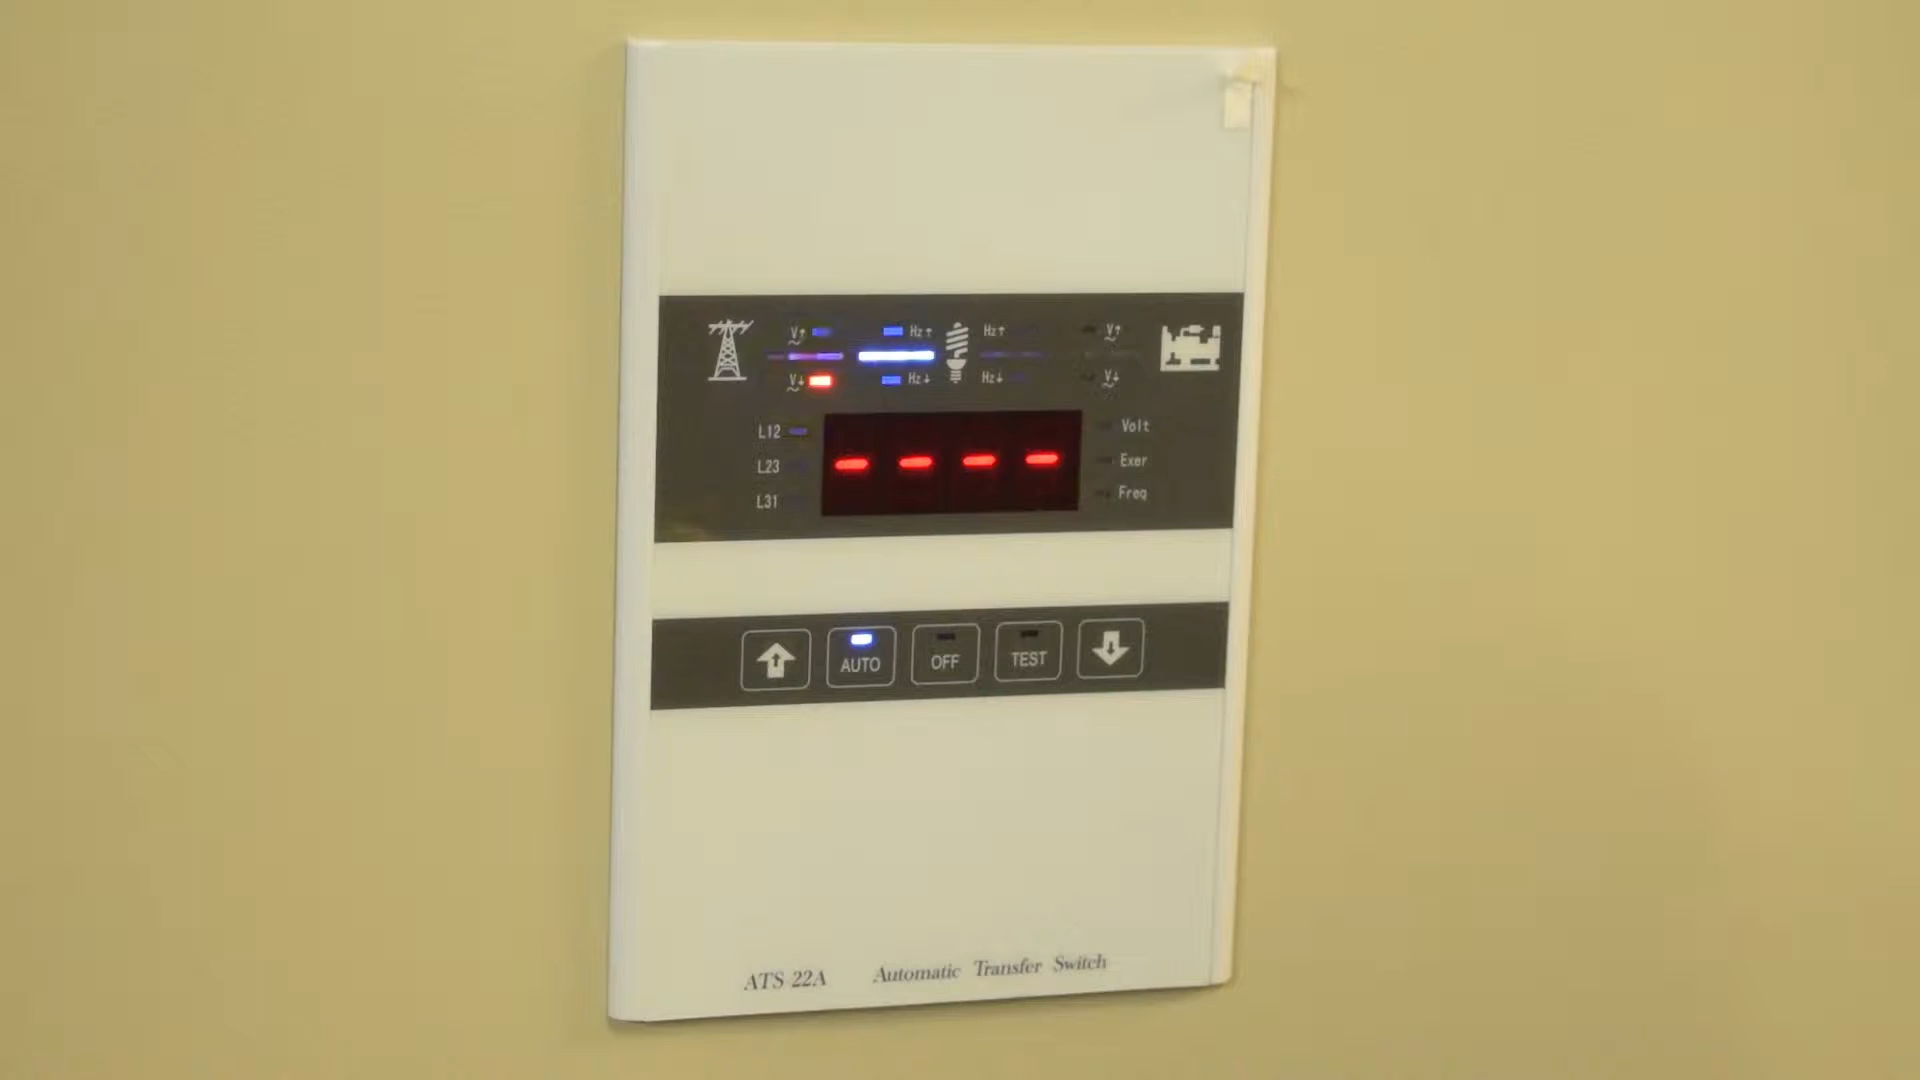 V↑ Hz↑ Hz↑ V↑
V↓ Hz↓ Hz↓ V↓
L12 Volt
L23 ---- Exer
L31 Freq
AUTO OFF TEST
ATS 22A Automatic Transfer Switch